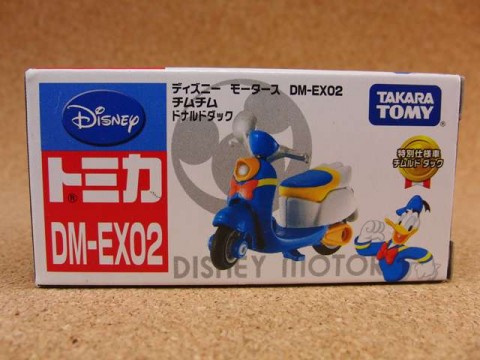 Disney
トミカ
®
DM-EX02
ディズニー モータース DM-EX02
チムチム
ドナルドダック
TAKARA
TOMY
特別仕様車
チムルド ダック
DISNEY MOTOR